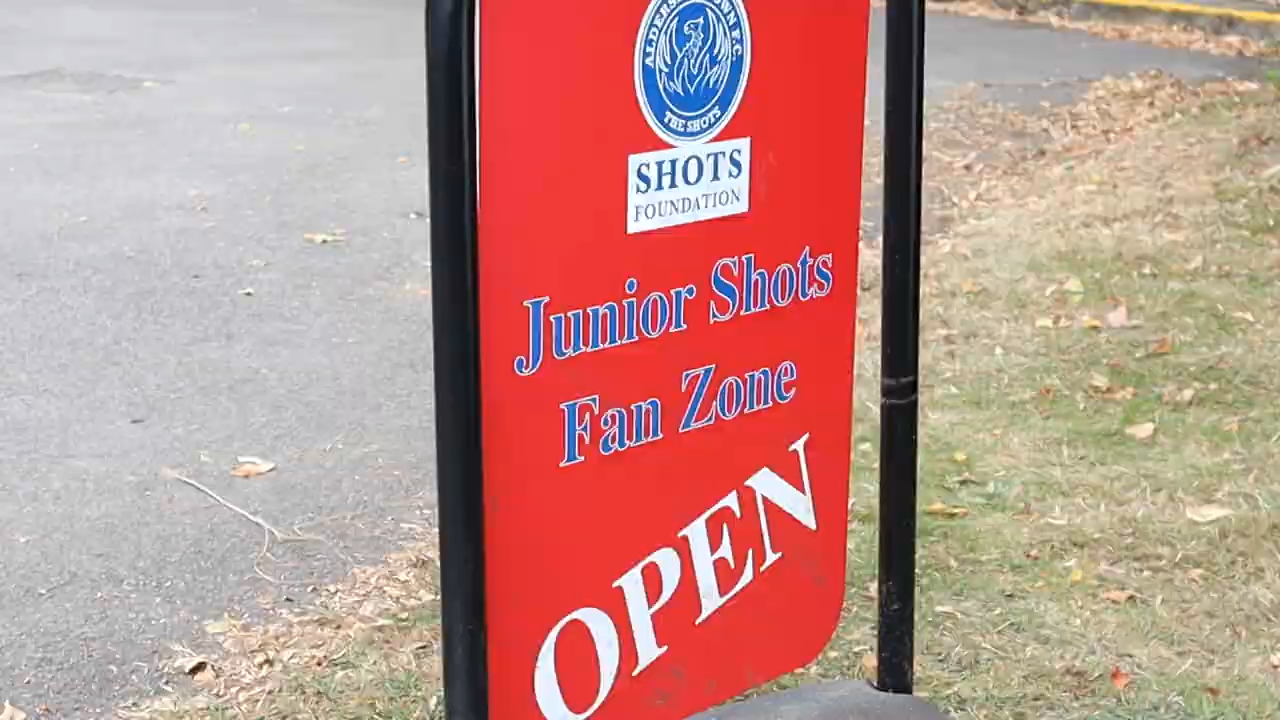 THE SHOTS
SHOTS
FOUNDATION
Junior Shots
Fan Zone
OPEN